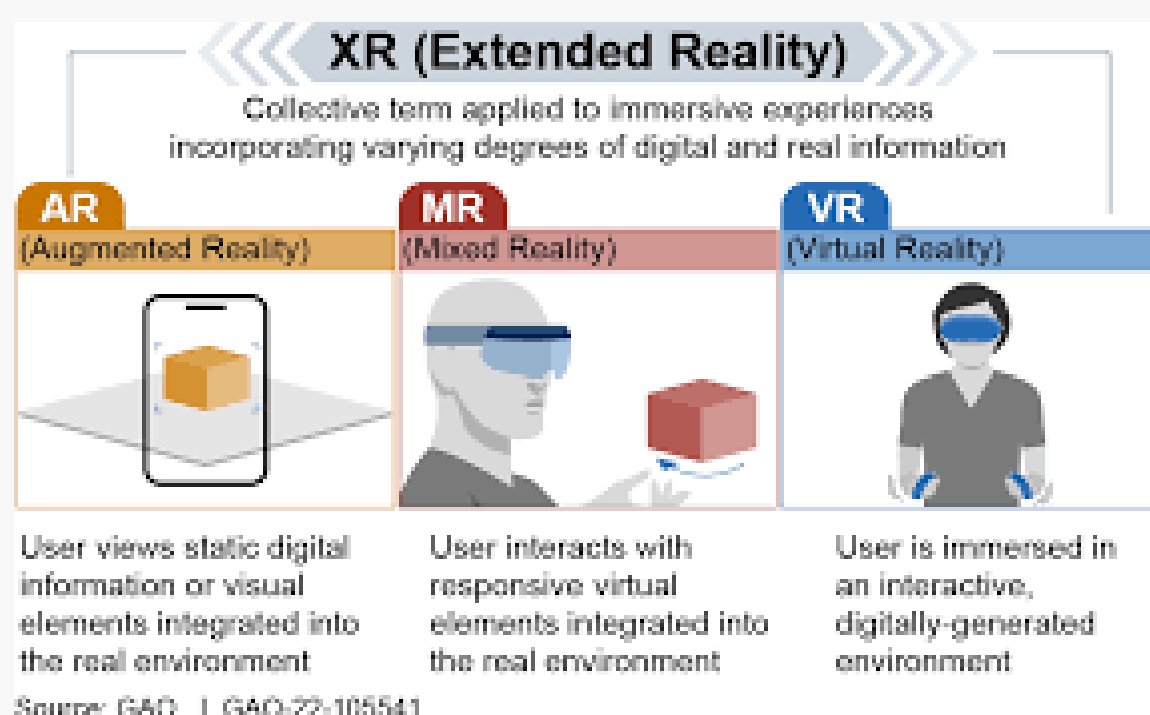 XR (Extended Reality)
Collective term applied to immersive experiences
incorporating varying degrees of digital and real information
AR
(Augmented Reality)
User views static digital
information or visual
elements integrated into
the real environment
MR
(Mixed Reality)
User interacts with
responsive virtual
elements integrated into
the real environment
VR
(Virtual Reality)
User is immersed in
an interactive,
digitally-generated
environment
Source: GAO. | GAO-22-105541